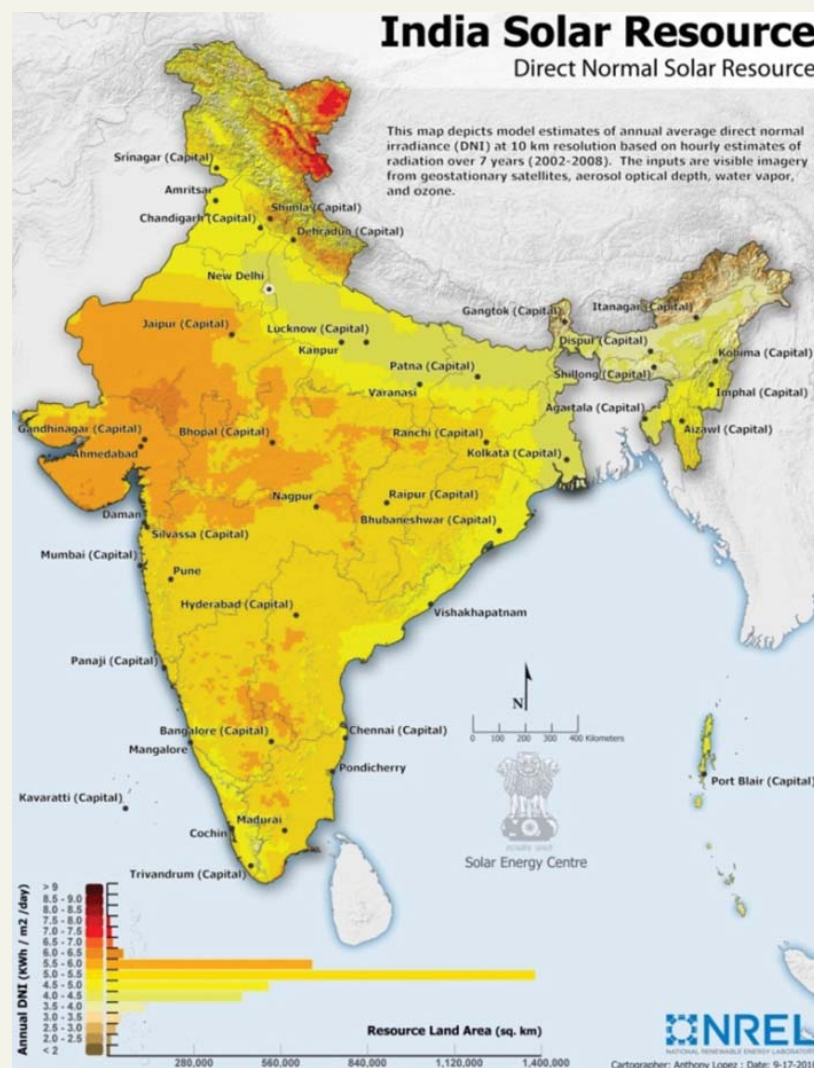 India Solar Resource
Direct Normal Solar Resource
This map depicts model estimates of annual average direct normal
irradiance (DNI) at 10 km resolution based on hourly estimates of
radiation over 7 years (2002-2008). The inputs are visible imagery
from geostationary satellites, aerosol optical depth, water vapor,
and ozone.
Srinagar (Capital)
Amritsar
Shimla (Capital)
Chandigarh (Capital)
Dehradun (Capital)
New Delhi
Gangtok (Capital)
Itanagar (Capital)
Jaipur (Capital)
Lucknow (Capital)
Kanpur
Dispur (Capital)
Kohima (Capital)
Patna (Capital)
Shillong (Capital)
Varanasi
Imphal (Capital)
Agartala (Capital)
Gandhinagar (Capital)
Bhopal (Capital)
Ranchi (Capital)
Aizawl (Capital)
Ahmedabad
Kolkata (Capital)
Nagpur
Raipur (Capital)
Daman
Bhubaneshwar (Capital)
Silvassa (Capital)
Mumbai (Capital)
Pune
Hyderabad (Capital)
Vishakhapatnam
Panaji (Capital)
N
Bangalore (Capital)
Chennai (Capital)
0 100 200 300 400 Kilometers
Mangalore
Pondicherry
Port Blair (Capital)
Kavaratti (Capital)
Madurai
Cochin
Solar Energy Centre
Trivandrum (Capital)
Annual DNI (KWh / m2 /day)
> 9
8.5 - 9.0
8.0 - 8.5
7.5 - 8.0
7.0 - 7.5
6.5 - 7.0
6.0 - 6.5
5.5 - 6.0
5.0 - 5.5
4.5 - 5.0
4.0 - 4.5
3.5 - 4.0
3.0 - 3.5
2.5 - 3.0
2.0 - 2.5
< 2
Resource Land Area (sq. km)
280,000 560,000 840,000 1,120,000 1,400,000
NREL
NATIONAL RENEWABLE ENERGY LABORATORY
Cartographer: Anthony Lopez : Date: 9-17-2010